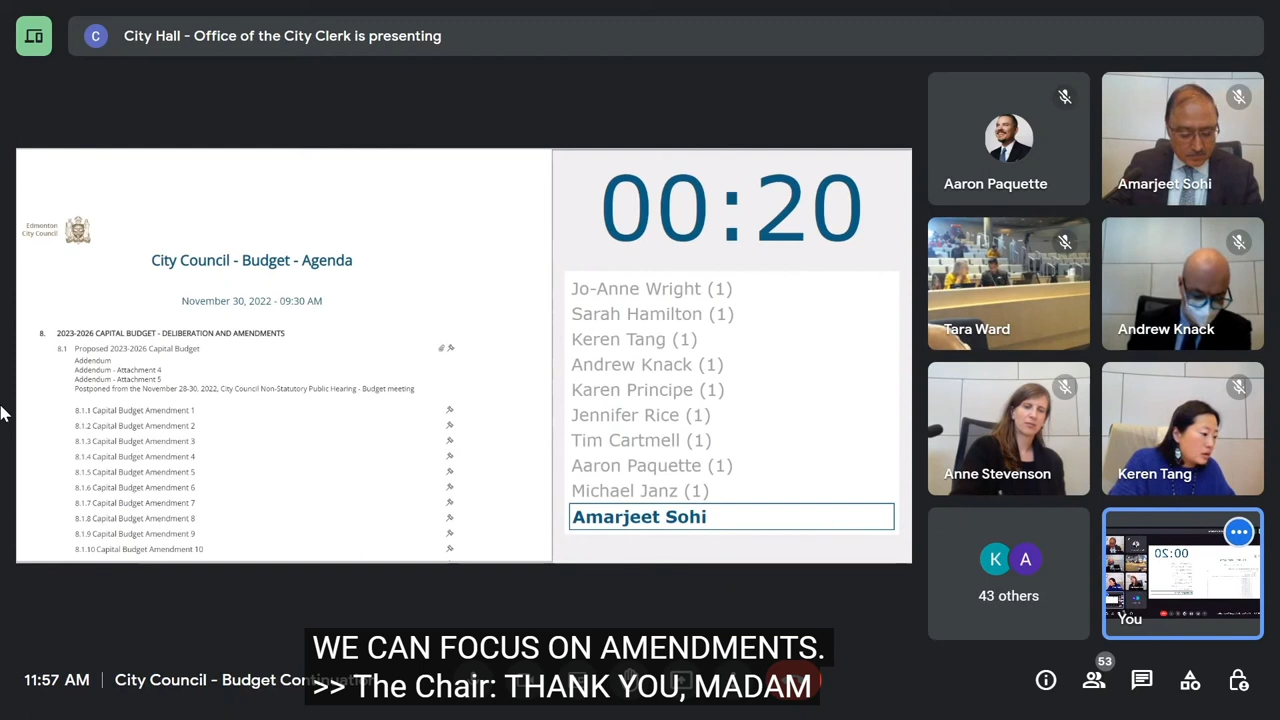 C
City Hall - Office of the City Clerk is presenting
Edmonton
City Council
City Council - Budget - Agenda
November 30, 2022 - 09:30 AM
8. 2023-2026 CAPITAL BUDGET - DELIBERATION AND AMENDMENTS
8.1 Proposed 2023-2026 Capital Budget
Addendum
Addendum - Attachment 4
Addendum - Attachment 5
Postponed from the November 28-30, 2022, City Council Non-Statutory Public Hearing - Budget meeting
8.1.1 Capital Budget Amendment 1
8.1.2 Capital Budget Amendment 2
8.1.3 Capital Budget Amendment 3
8.1.4 Capital Budget Amendment 4
8.1.5 Capital Budget Amendment 5
8.1.6 Capital Budget Amendment 6
8.1.7 Capital Budget Amendment 7
8.1.8 Capital Budget Amendment 8
8.1.9 Capital Budget Amendment 9
8.1.10 Capital Budget Amendment 10
00:20
Jo-Anne Wright (1)
Sarah Hamilton (1)
Keren Tang (1)
Andrew Knack (1)
Karen Principe (1)
Jennifer Rice (1)
Tim Cartmell (1)
Aaron Paquette (1)
Michael Janz (1)
Amarjeet Sohi
Aaron Paquette
Amarjeet Sohi
Tara Ward
Andrew Knack
Anne Stevenson
Keren Tang
K A
43 others
00:20
You
WE CAN FOCUS ON AMENDMENTS.
>> The Chair: THANK YOU, MADAM
11:57 AM
City Council - Budget Con
53